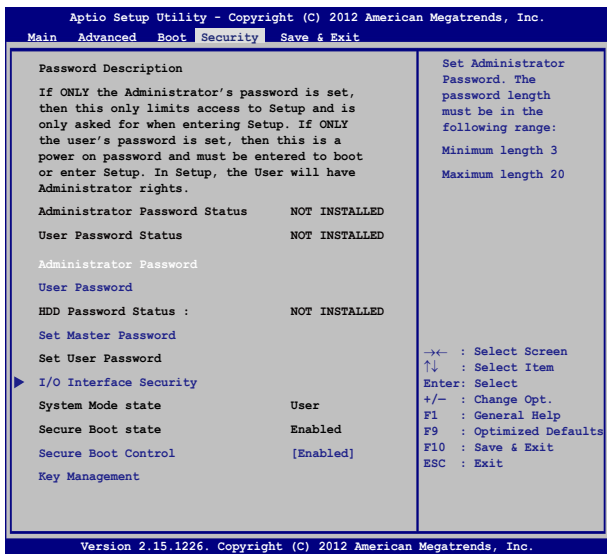 Aptio Setup Utility - Copyright (C) 2012 American Megatrends, Inc.
Main Advanced Boot Security Save & Exit
Password Description
If ONLY the Administrator's password is set,
then this only limits access to Setup and is
only asked for when entering Setup. If ONLY
the user's password is set, then this is a
power on password and must be entered to boot
or enter Setup. In Setup, the User will have
Administrator rights.
Administrator Password Status NOT INSTALLED
User Password Status NOT INSTALLED
Administrator Password
User Password
HDD Password Status : NOT INSTALLED
Set Master Password
Set User Password
I/O Interface Security
System Mode state User
Secure Boot state Enabled
Secure Boot Control [Enabled]
Key Management
Set Administrator
Password. The
password length
must be in the
following range:
Minimum length 3
Maximum length 20
→← : Select Screen
↑↓ : Select Item
Enter: Select
+/— : Change Opt.
F1 : General Help
F9 : Optimized Defaults
F10 : Save & Exit
ESC : Exit
Version 2.15.1226. Copyright (C) 2012 American Megatrends, Inc.